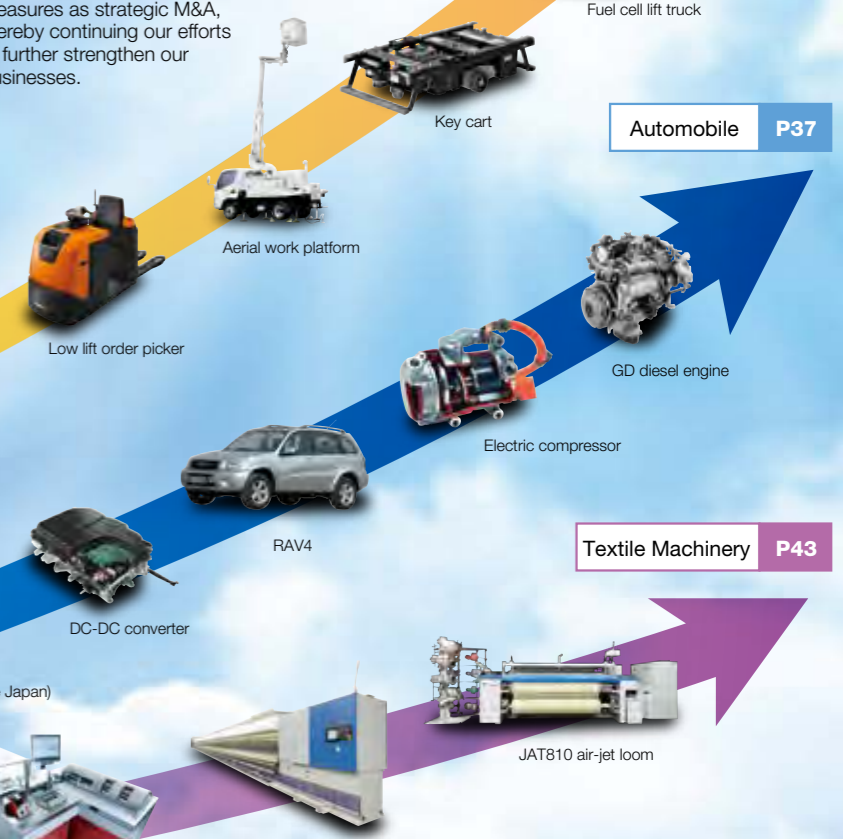 easures as strategic M&A,
ereby continuing our efforts
further strengthen our
usinesses.
Fuel cell lift truck
Key cart
Automobile P37
Aerial work platform
Low lift order picker
GD diesel engine
Electric compressor
RAV4
Textile Machinery P43
DC-DC converter
Japan)
JAT810 air-jet loom